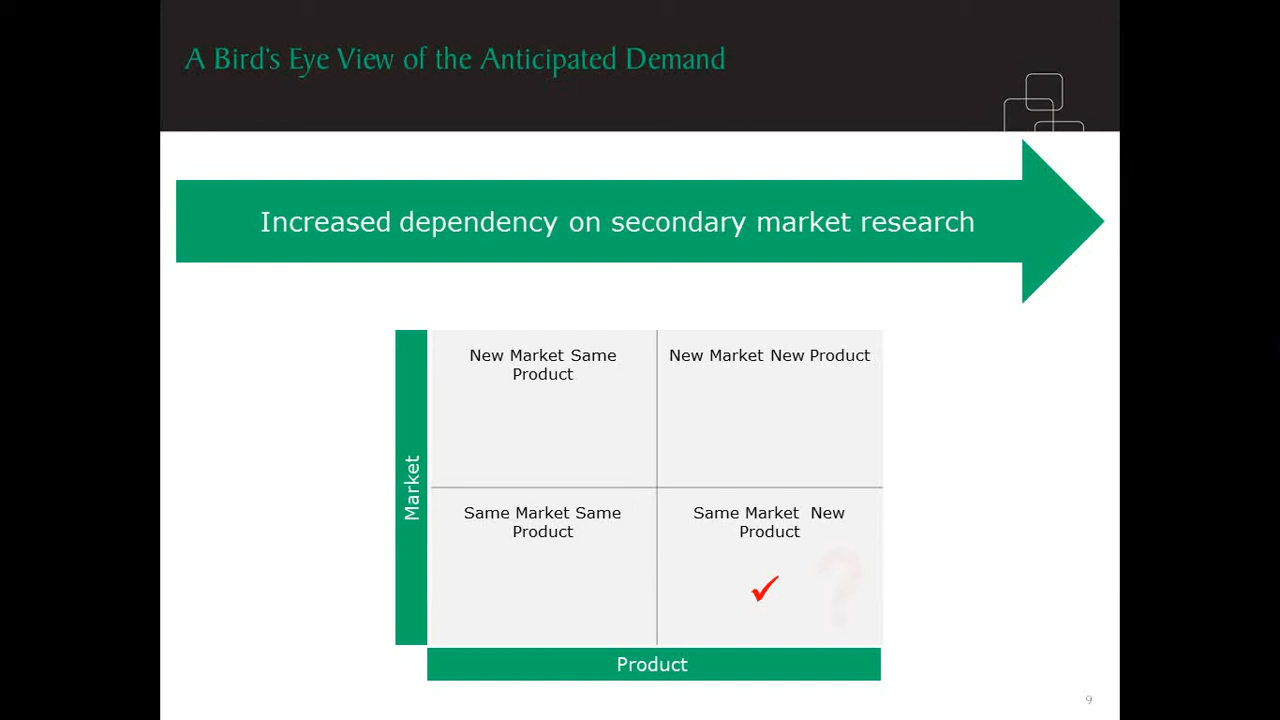 A Bird's Eye View of the Anticipated Demand
Increased dependency on secondary market research
New Market Same
Product
New Market New Product
Market
Same Market Same
Product
Same Market  New
Product
?
Product
9